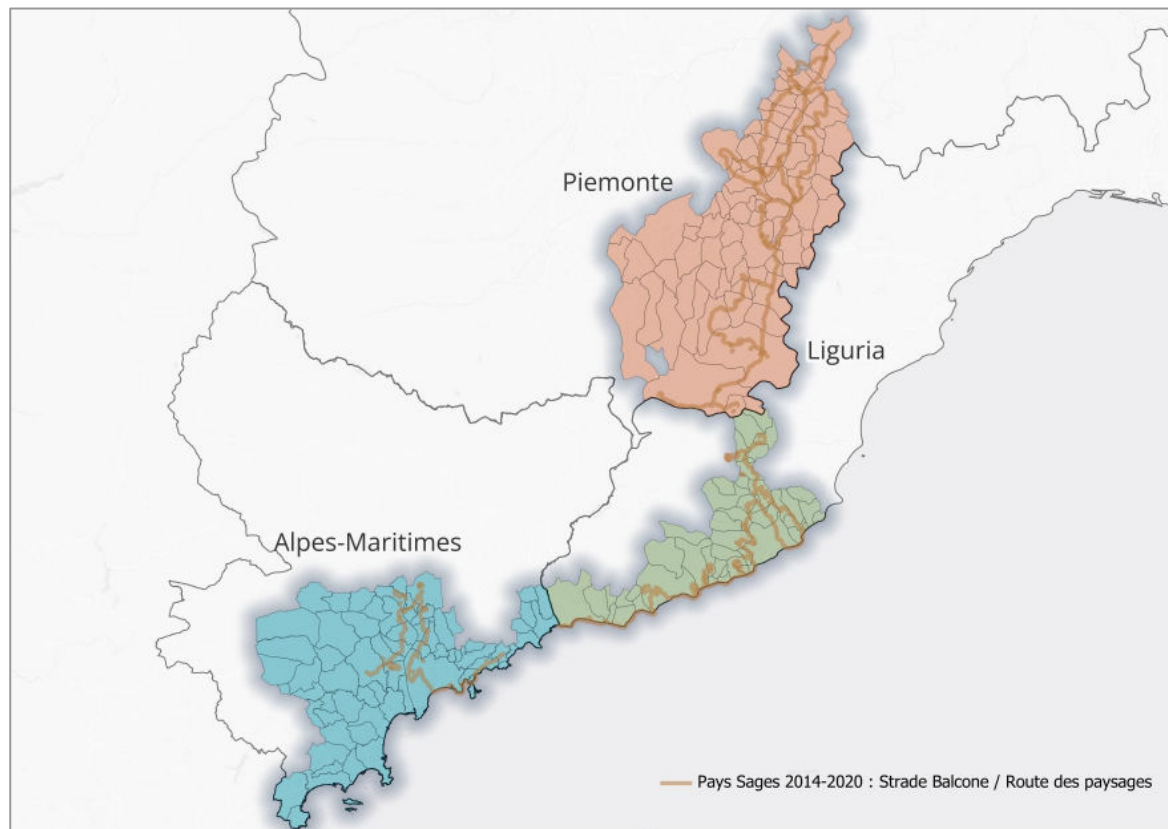 Piemonte
Liguria
Alpes-Maritimes
Pays Sages 2014-2020 : Strade Balcone / Route des paysages